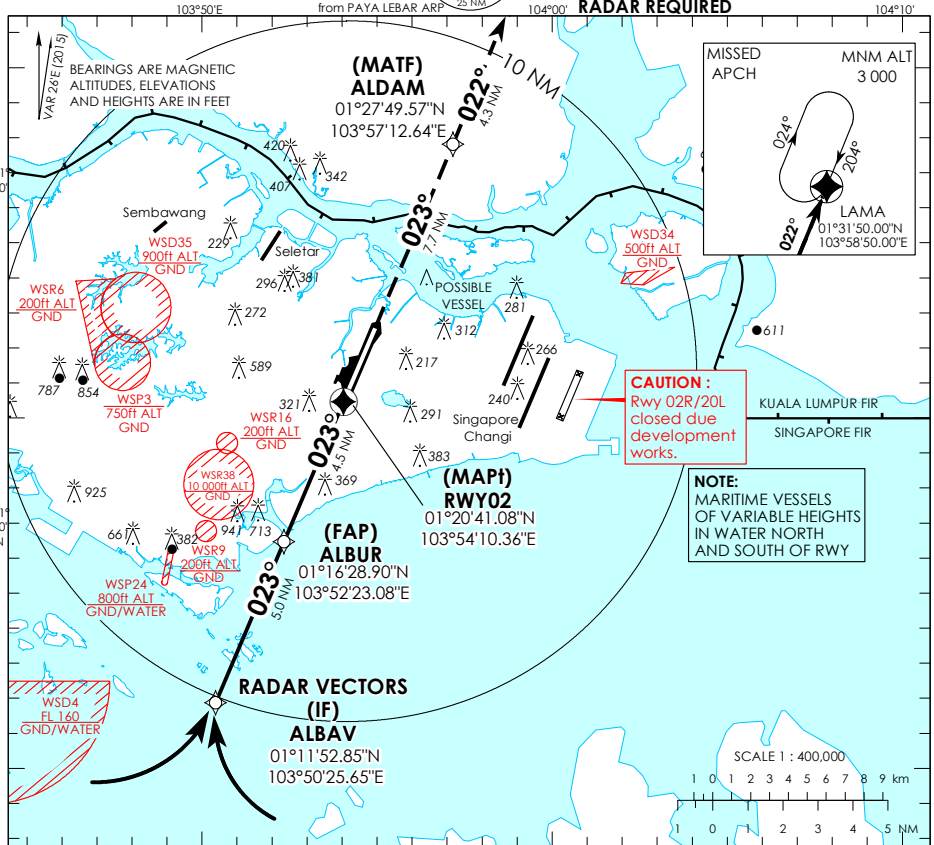 103°50'E
from PAYA LEBAR ARP
25 NM
104°00'
RADAR REQUIRED
104°10'
VAR 26'E (2015)
BEARINGS ARE MAGNETIC
ALTITUDES, ELEVATIONS
AND HEIGHTS ARE IN FEET
(MATF)
ALDAM
01°27'49.57"N
103°57'12.64"E
022°
4.3 NM
10 NM
MISSED
APCH
MNM ALT
3 000
024°
204°
022°
LAMA
01°31'50.00"N
103°58'50.00"E
420
407
342
023°
7.7 NM
Sembawang
229
Seletar
WSD35
900ft ALT
GND
WSD34
500ft ALT
GND
WSR6
200ft ALT
GND
296
381
POSSIBLE
VESSEL
281
272
312
611
787
854
589
217
266
WSP3
750ft ALT
GND
321
291
240
Singapore
Changi
CAUTION :
Rwy 02R/20L
closed due
development
works.
KUALA LUMPUR FIR
SINGAPORE FIR
WSR16
200ft ALT
GND
023°
4.5 NM
383
WSR38
10 000ft ALT
GND
369
(MAPt)
RWY02
01°20'41.08"N
103°54'10.36"E
NOTE:
MARITIME VESSELS
OF VARIABLE HEIGHTS
IN WATER NORTH
AND SOUTH OF RWY
925
941
713
661
382
WSR9
200ft ALT
GND
(FAP)
ALBUR
01°16'28.90"N
103°52'23.08"E
WSP24
800ft ALT
GND/WATER
023°
5.0 NM
WSD4
FL 160
GND/WATER
RADAR VECTORS
(IF)
ALBAV
01°11'52.85"N
103°50'25.65"E
SCALE 1 : 400,000
1 0 1 2 3 4 5 6 7 8 9 km
1 0 1 2 3 4 5 NM